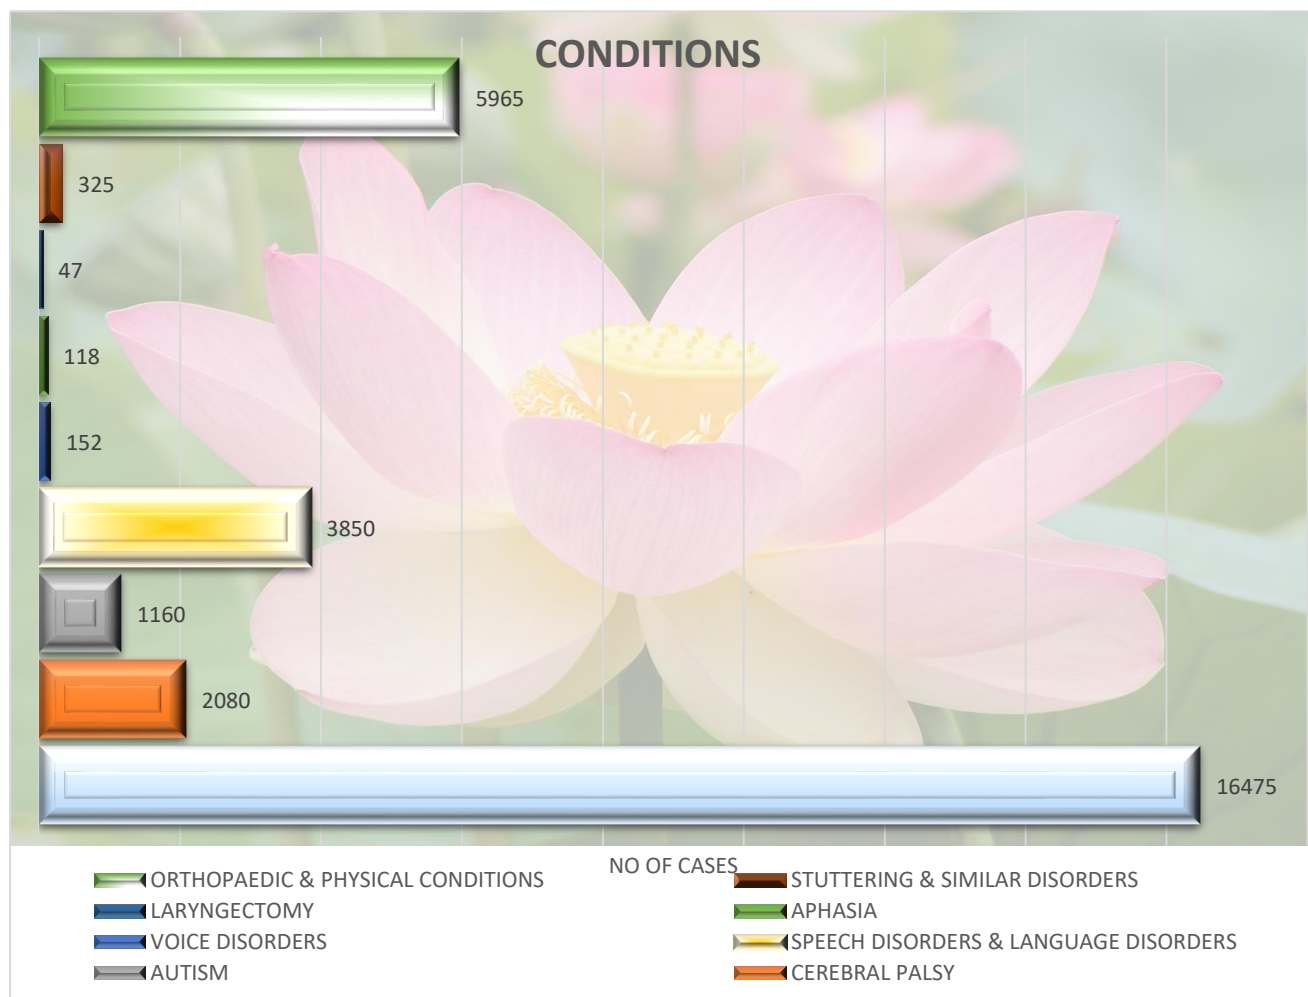 CONDITIONS
5965
325
47
118
152
3850
1160
2080
16475
NO OF CASES
ORTHOPAEDIC & PHYSICAL CONDITIONS
STUTTERING & SIMILAR DISORDERS
LARYNGECTOMY
APHASIA
VOICE DISORDERS
SPEECH DISORDERS & LANGUAGE DISORDERS
AUTISM
CEREBRAL PALSY